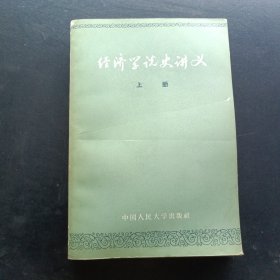 经济学说史讲义
上 册
中国人民大学出版社